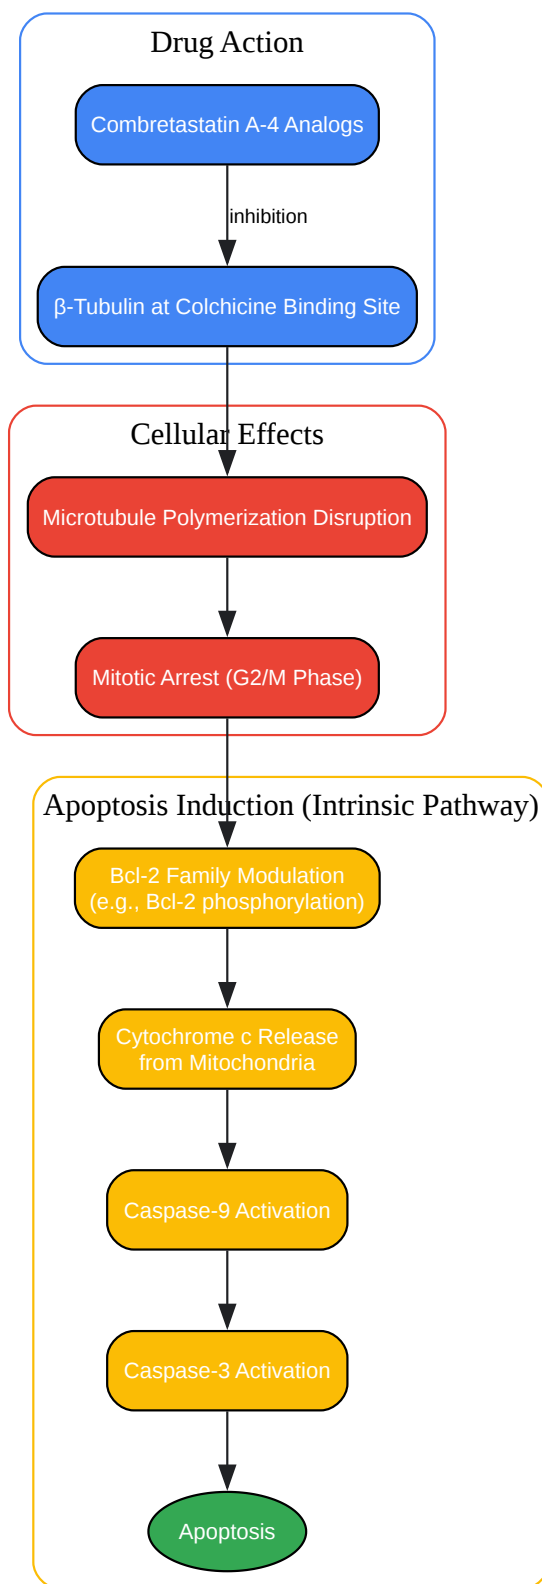 Drug Action
Combretastatin A-4 Analogs
inhibition
β-Tubulin at Colchicine Binding Site
Cellular Effects
Microtubule Polymerization Disruption
Mitotic Arrest (G2/M Phase)
Apoptosis Induction (Intrinsic Pathway)
Bcl-2 Family Modulation
(e.g., Bcl-2 phosphorylation)
Cytochrome c Release
from Mitochondria
Caspase-9 Activation
Caspase-3 Activation
Apoptosis